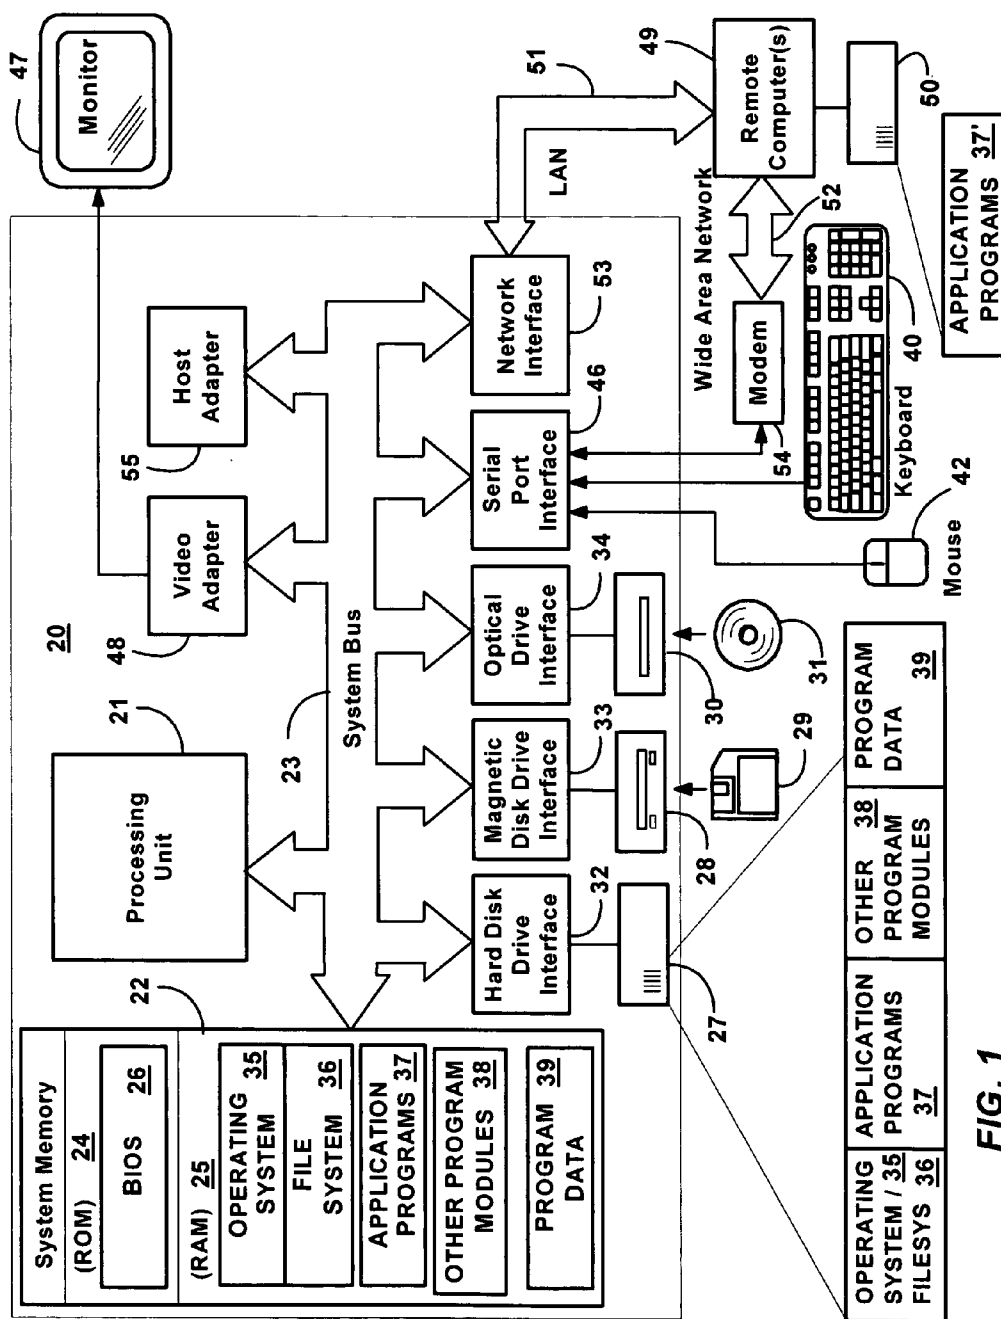 20
47
Monitor
System Memory
(ROM) 24
BIOS 26
(RAM) 25
OPERATING
SYSTEM 35
FILE
SYSTEM 36
APPLICATION
PROGRAMS 37
OTHER PROGRAM
MODULES 38
PROGRAM
DATA 39
22
Processing
Unit
21
Video
Adapter
48
Host
Adapter
55
23
System Bus
Hard Disk
Drive
Interface
32
Magnetic
Disk Drive
Interface
33
Optical
Drive
Interface
34
Serial
Port
Interface
46
Network
Interface
53
LAN
51
27
28
29
30
31
Wide Area Network
Modem
54
52
49
Remote
Computer(s)
50
Mouse
42
Keyboard
40
OPERATING
SYSTEM / 35
FILESYS 36
APPLICATION
PROGRAMS
37
OTHER 38
PROGRAM
MODULES
PROGRAM
DATA 39
APPLICATION
PROGRAMS 37'
FIG. 1